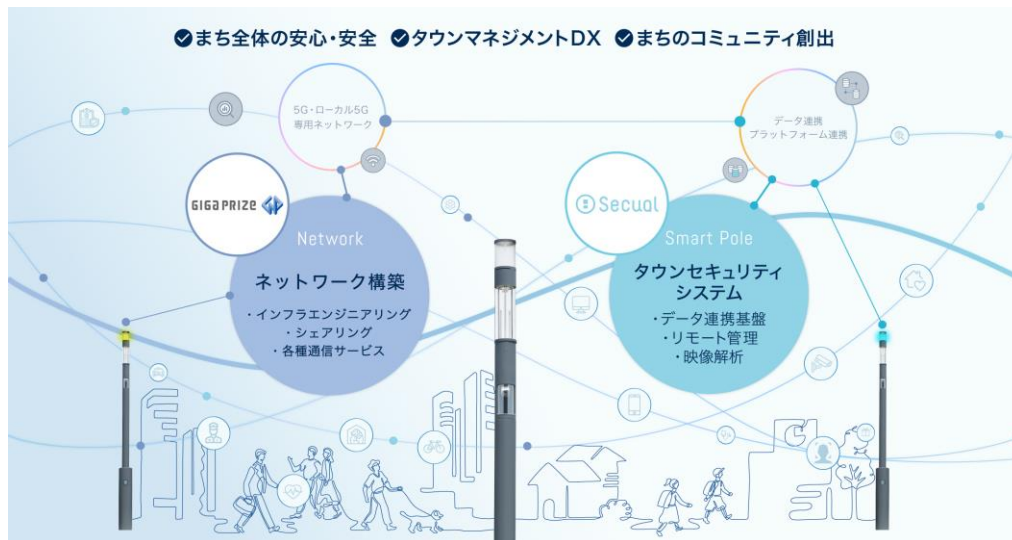 まち全体の安心・安全 タウンマネジメントDX まちのコミュニティ創出
5G・ローカル5G
専用ネットワーク
データ連携
プラットフォーム連携
GIGA PRIZE
Network
ネットワーク構築
・インフラエンジニアリング
・シェアリング
・各種通信サービス
Secual
Smart Pole
タウンセキュリティ
システム
・データ連携基盤
・リモート管理
・映像解析